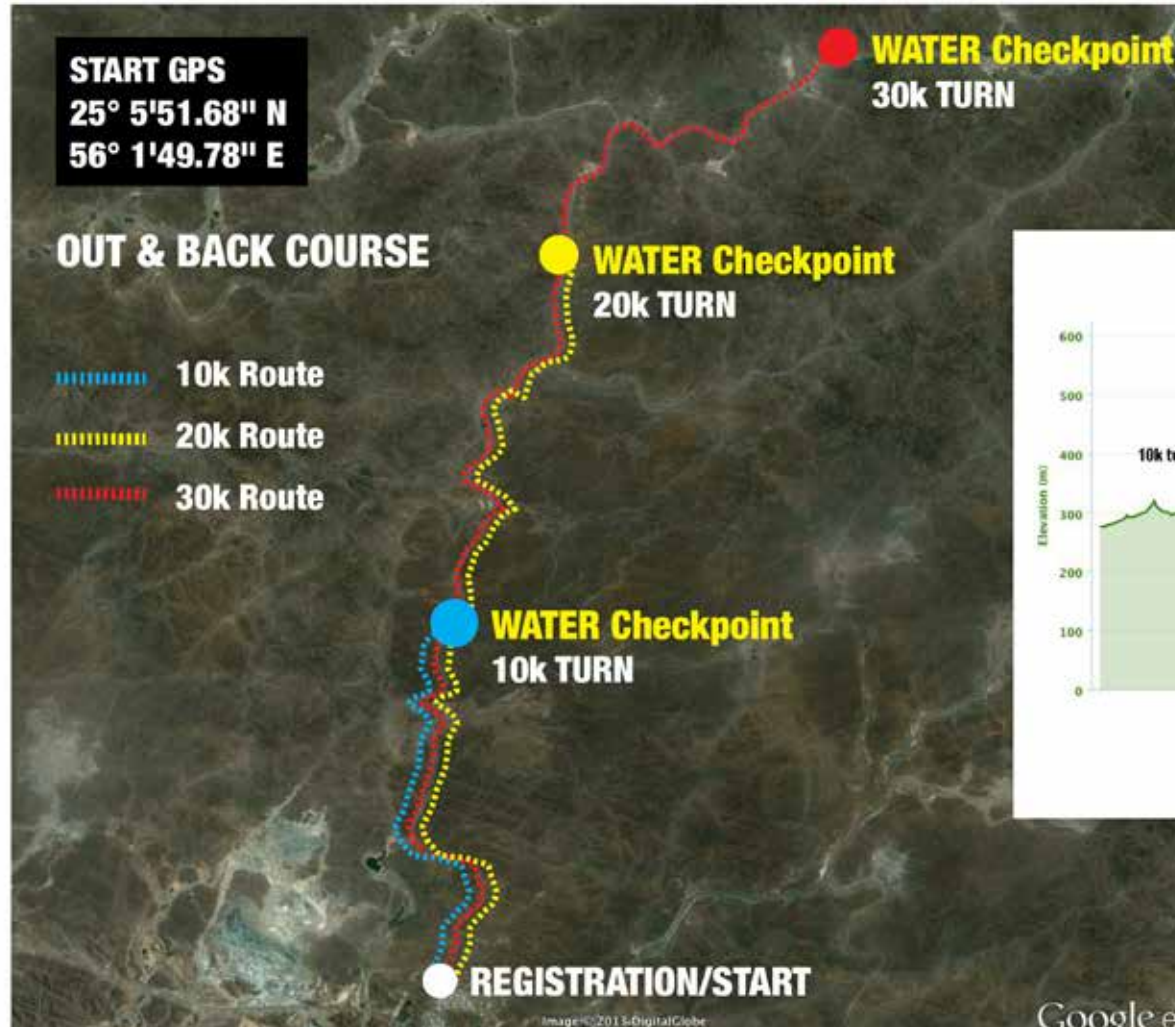 START GPS
25° 5'51.68" N
56° 1'49.78" E
WATER Checkpoint
30k TURN
OUT & BACK COURSE
WATER Checkpoint
20k TURN
10k Route
20k Route
30k Route
600
500
400
300
200
100
0
Elevation (m)
10k
WATER Checkpoint
10k TURN
REGISTRATION/START
Image © 2013 DigitalGlobe
Google